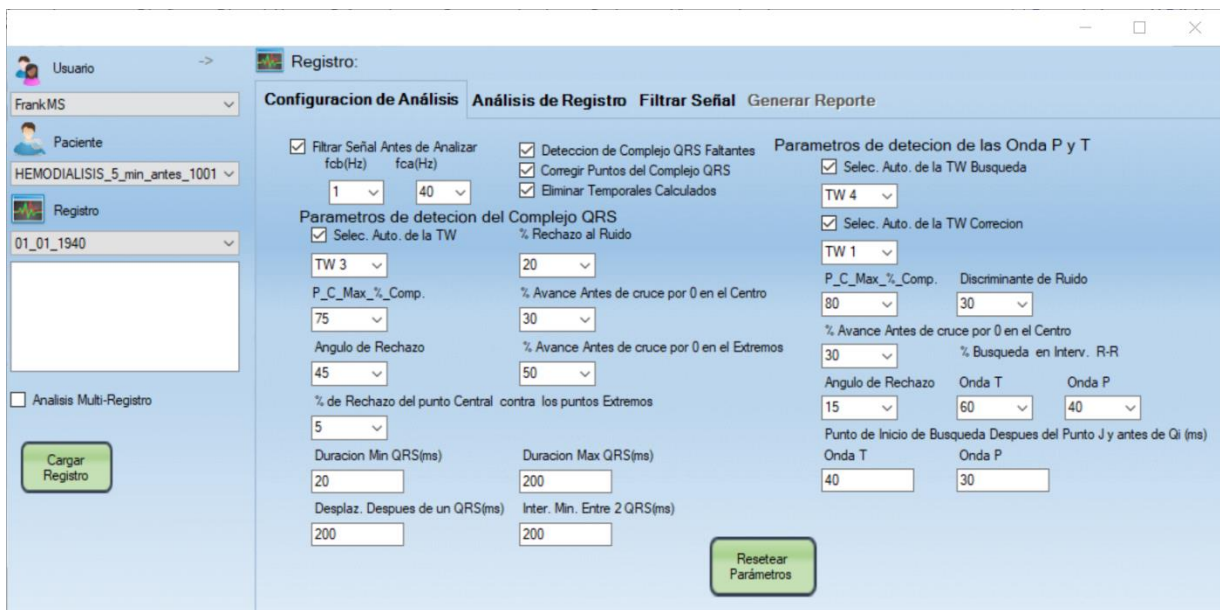 Usuario
->
FrankMS
Paciente
HEMODIALISIS_5_min_antes_1001
Registro
01_01_1940
Analisis Multi-Registro
Cargar
Registro
Registro:
Configuracion de Análisis Análisis de Registro Filtrar Señal Generar Reporte
Filtrar Señal Antes de Analizar
fcb(Hz) fca(Hz)
1 40
Deteccion de Complejo QRS Faltantes
Corregir Puntos del Complejo QRS
Eliminar Temporales Calculados
Parametros de detecion del Complejo QRS
Selec. Auto. de la TW % Rechazo al Ruido
TW 3 20
P_C_Max_%_Comp. % Avance Antes de cruce por 0 en el Centro
75 30
Angulo de Rechazo % Avance Antes de cruce por 0 en el Extremos
45 50
% de Rechazo del punto Central contra los puntos Extremos
5
Duracion Min QRS(ms) Duracion Max QRS(ms)
20 200
Desplaz. Despues de un QRS(ms) Inter. Min. Entre 2 QRS(ms)
200 200
Parametros de detecion de las Onda P y T
Selec. Auto. de la TW Busqueda
TW 4
Selec. Auto. de la TW Correcion
TW 1
P_C_Max_%_Comp. Discriminante de Ruido
80 30
% Avance Antes de cruce por 0 en el Centro
30 % Busqueda en Interv. R-R
Angulo de Rechazo Onda T Onda P
15 60 40
Punto de Inicio de Busqueda Despues del Punto J y antes de Qi (ms)
Onda T Onda P
40 30
Resetear
Parámetros